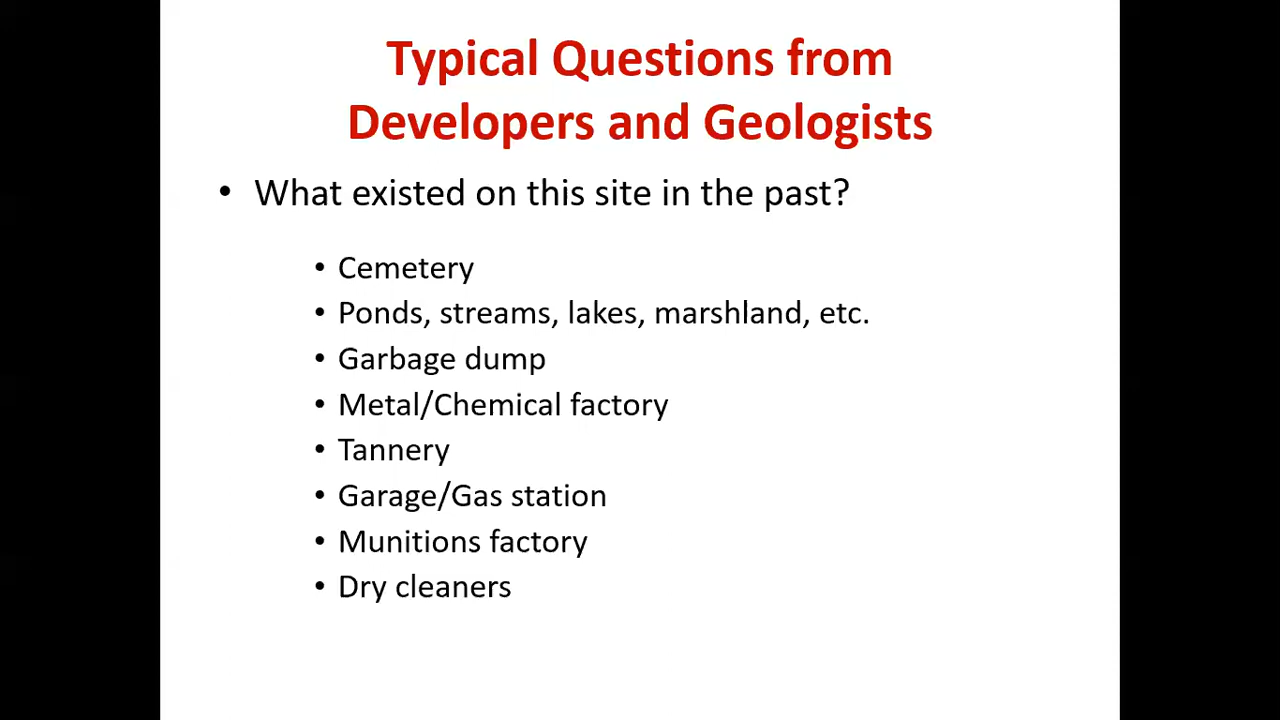 Typical Questions from
Developers and Geologists
• What existed on this site in the past?
• Cemetery
• Ponds, streams, lakes, marshland, etc.
• Garbage dump
• Metal/Chemical factory
• Tannery
• Garage/Gas station
• Munitions factory
• Dry cleaners